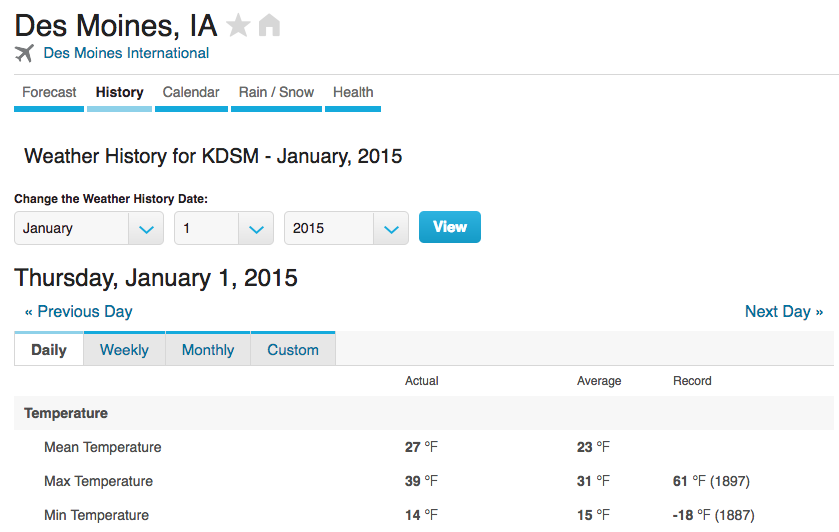 Des Moines, IA
Des Moines International
Forecast History Calendar Rain / Snow Health
Weather History for KDSM - January, 2015
Change the Weather History Date:
January 1 2015 View
Thursday, January 1, 2015
« Previous Day Next Day »
Daily Weekly Monthly Custom
Actual Average Record
Temperature
Mean Temperature 27 °F 23 °F
Max Temperature 39 °F 31 °F 61 °F (1897)
Min Temperature 14 °F 15 °F -18 °F (1887)